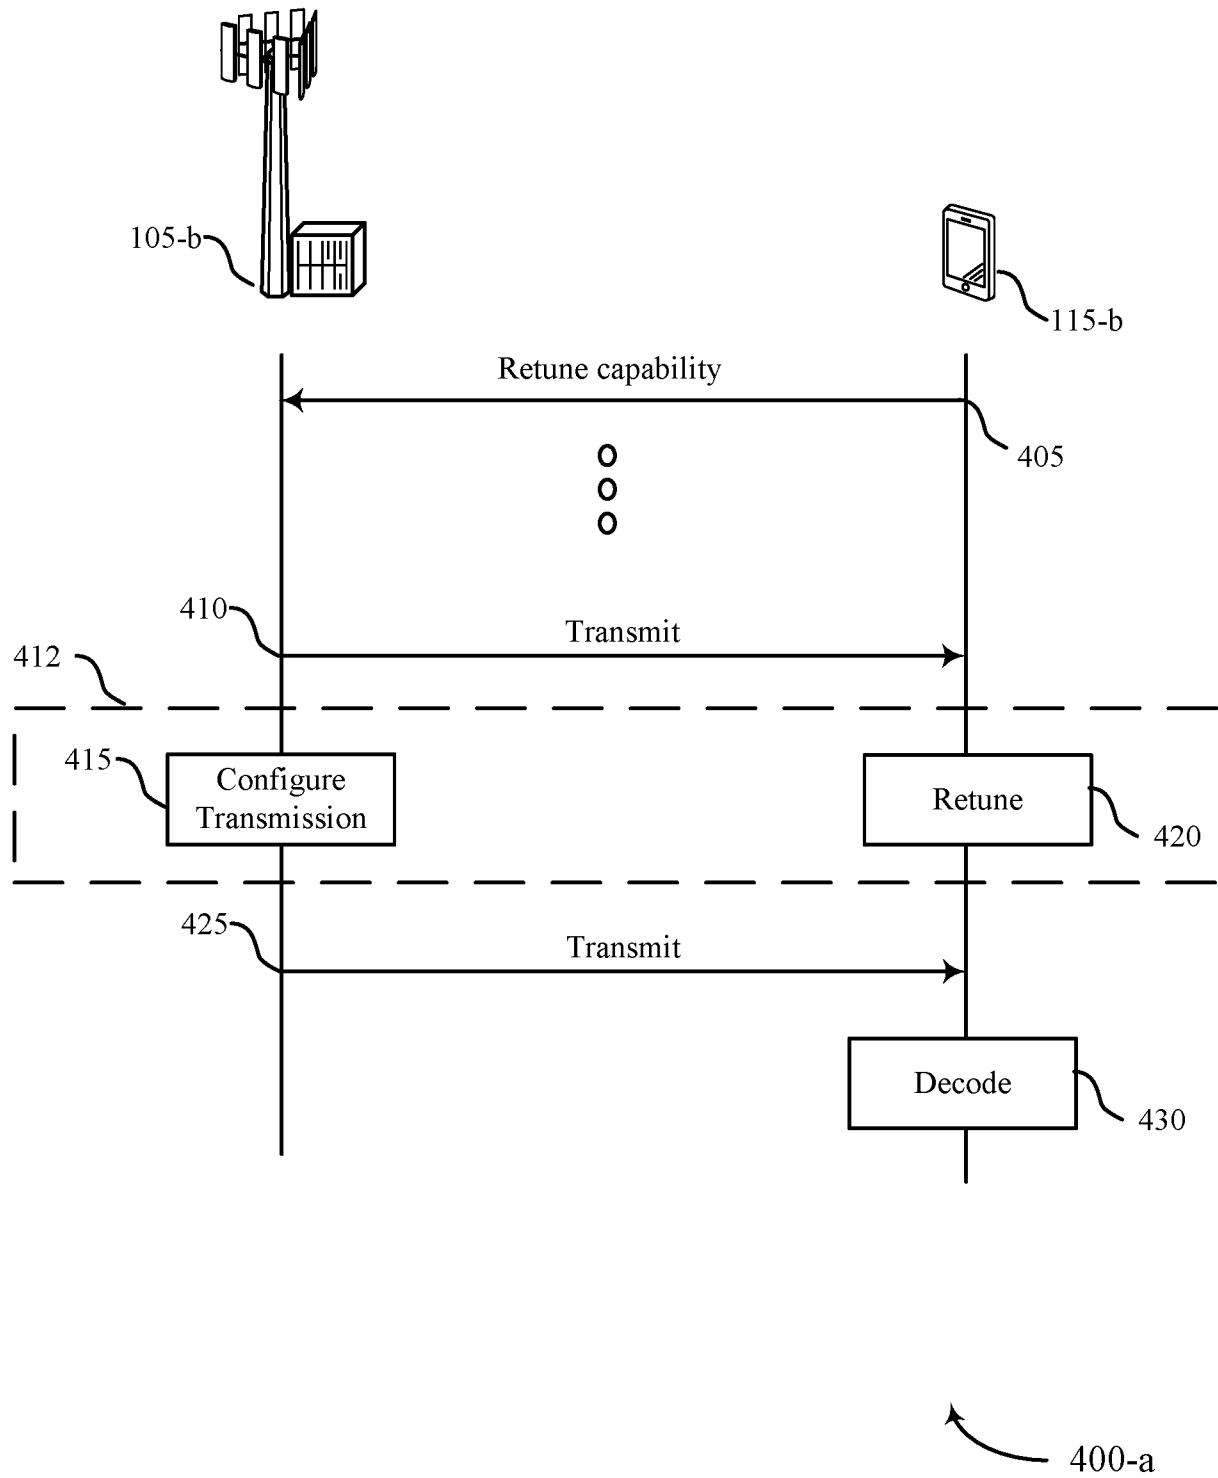 105-b
115-b
Retune capability
405
410
Transmit
412
415
Configure
Transmission
Retune
420
425
Transmit
Decode
430
400-a